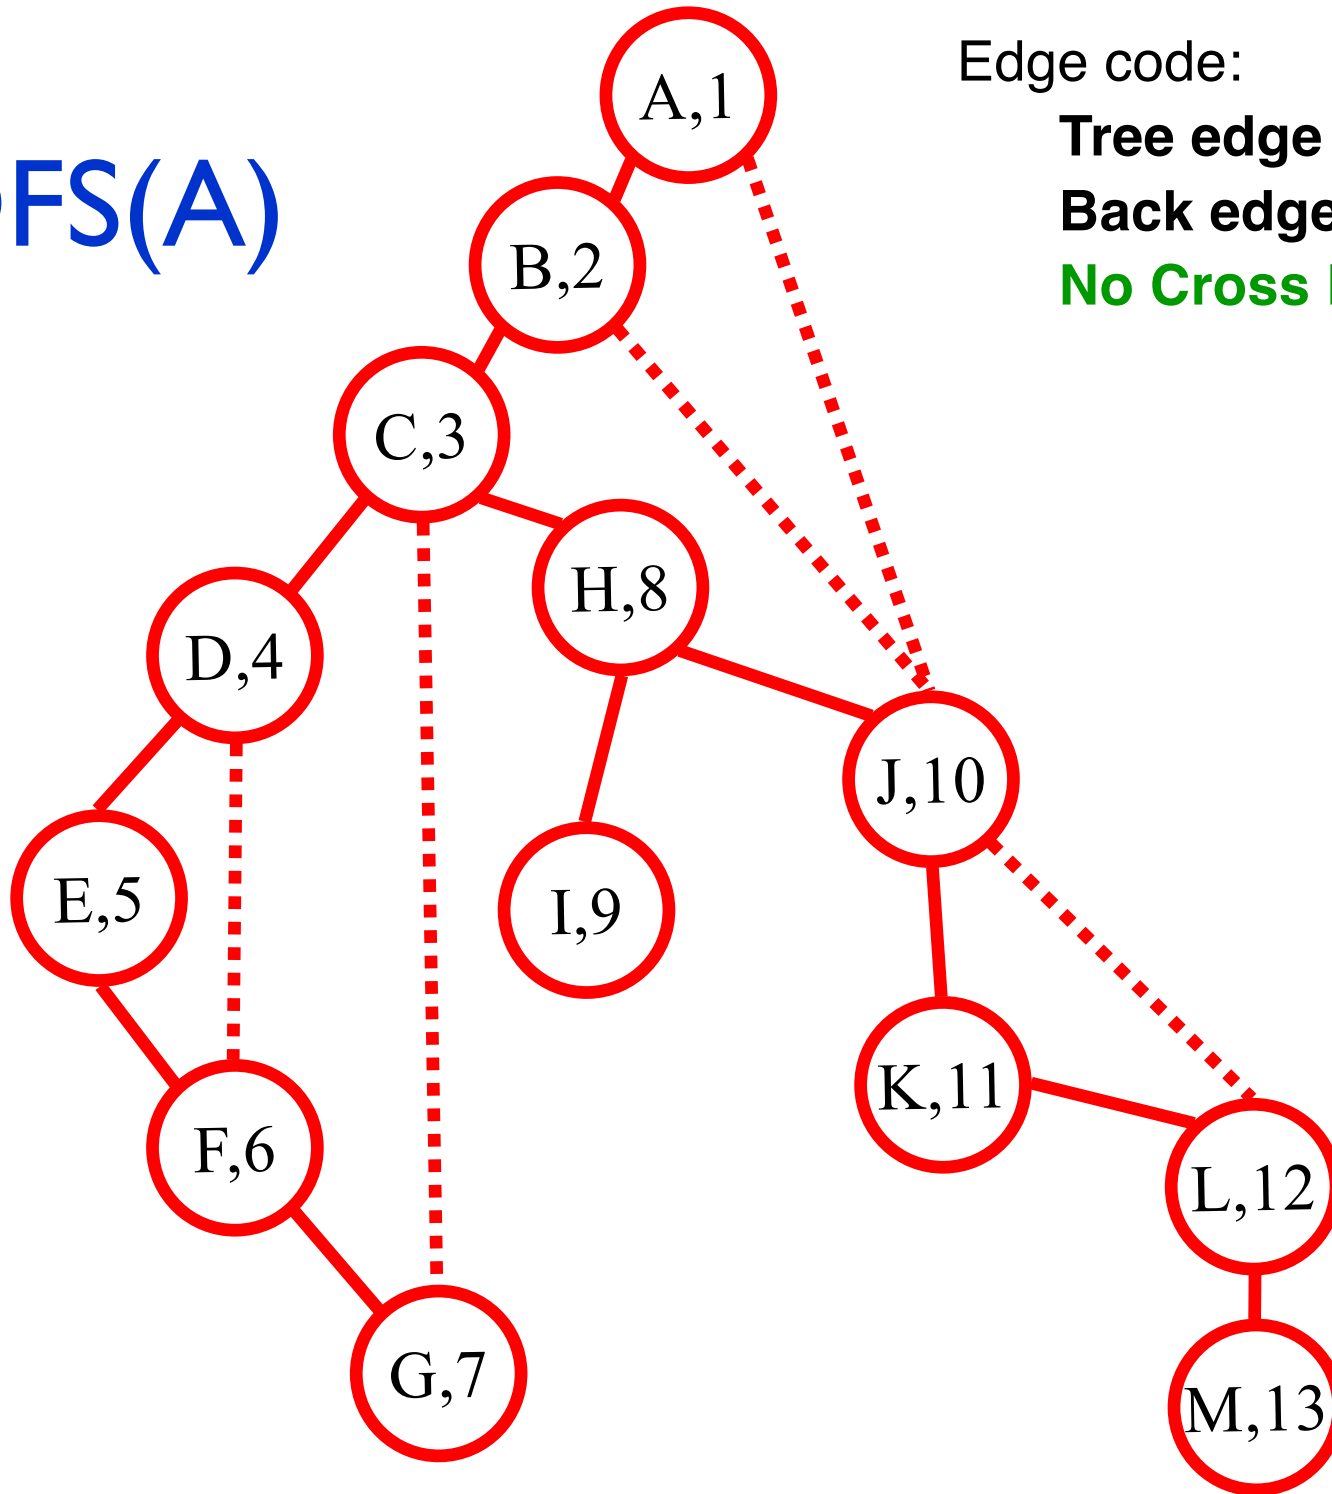 A,1
Edge code:
Tree edge
FS(A)
Back edge
B,2
No Cross
C,3
H,8
D,4
J,10
E,5
I,9
K,11
F,6
L,12
G,7
M,13